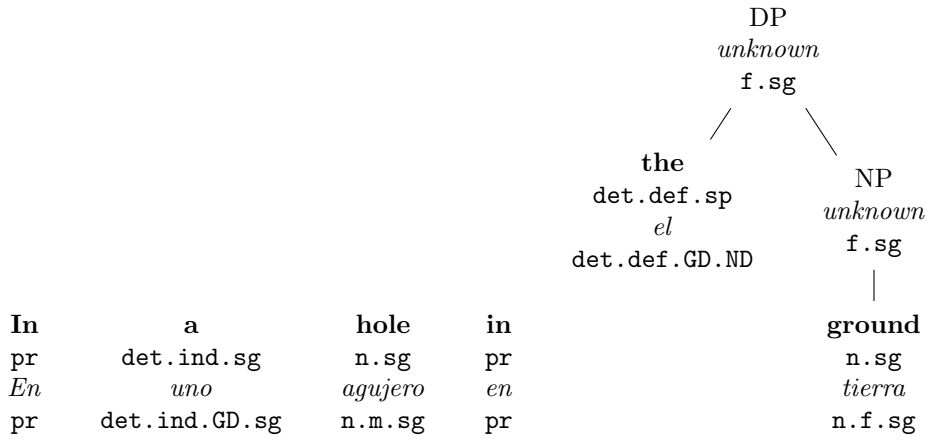 DP
unknown
f.sg
the
det.def.sp
el
det.def.GD.ND
NP
unknown
f.sg
In a hole in ground
pr det.ind.sg n.sg pr n.sg
En uno agujero en tierra
pr det.ind.GD.sg n.m.sg pr n.f.sg